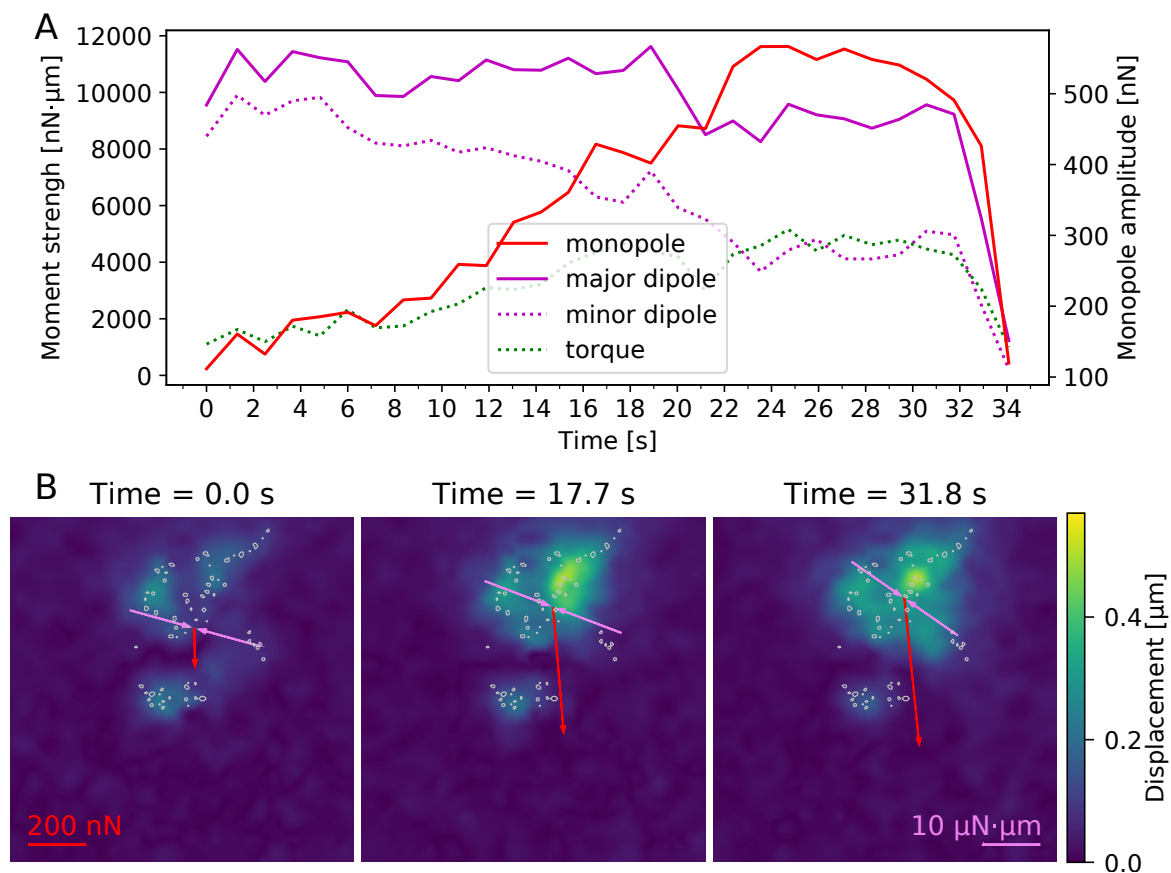 A
Moment strengh [nN·μm]
12000
10000
8000
6000
4000
2000
0
Monopole amplitude [nN]
500
400
300
200
100
monopole
major dipole
minor dipole
torque
0 2 4 6 8 10 12 14 16 18 20 22 24 26 28 30 32 34
Time [s]
B
Time = 0.0 s
Time = 17.7 s
Time = 31.8 s
200 nN
10 μN·μm
Displacement [μm]
0.4
0.2
0.0